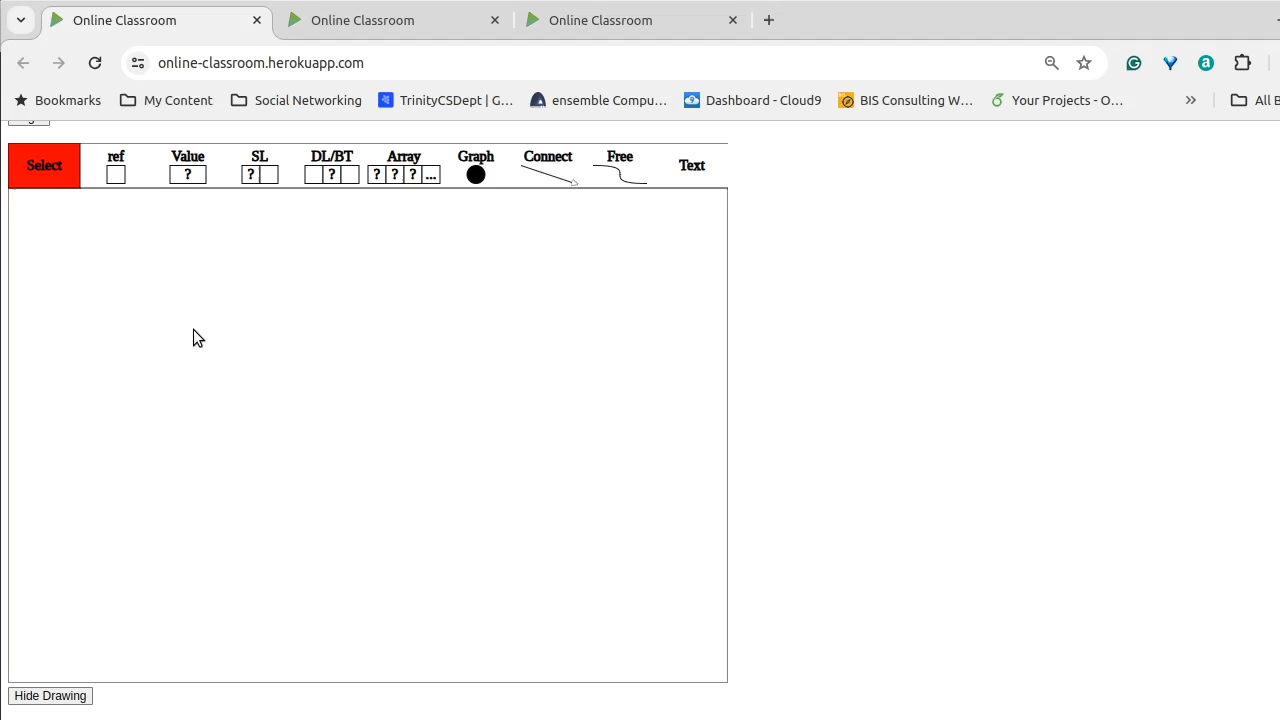 Online Classroom
Online Classroom
Online Classroom
online-classroom.herokuapp.com
Bookmarks
My Content
Social Networking
TrinityCSDept | G...
ensemble Compu...
Dashboard - Cloud9
BIS Consulting W...
Your Projects - O...
All B
Select
ref
Value
SL
DL/BT
Array
Graph
Connect
Free
Text
?
?
?
? ? ? ...
Hide Drawing